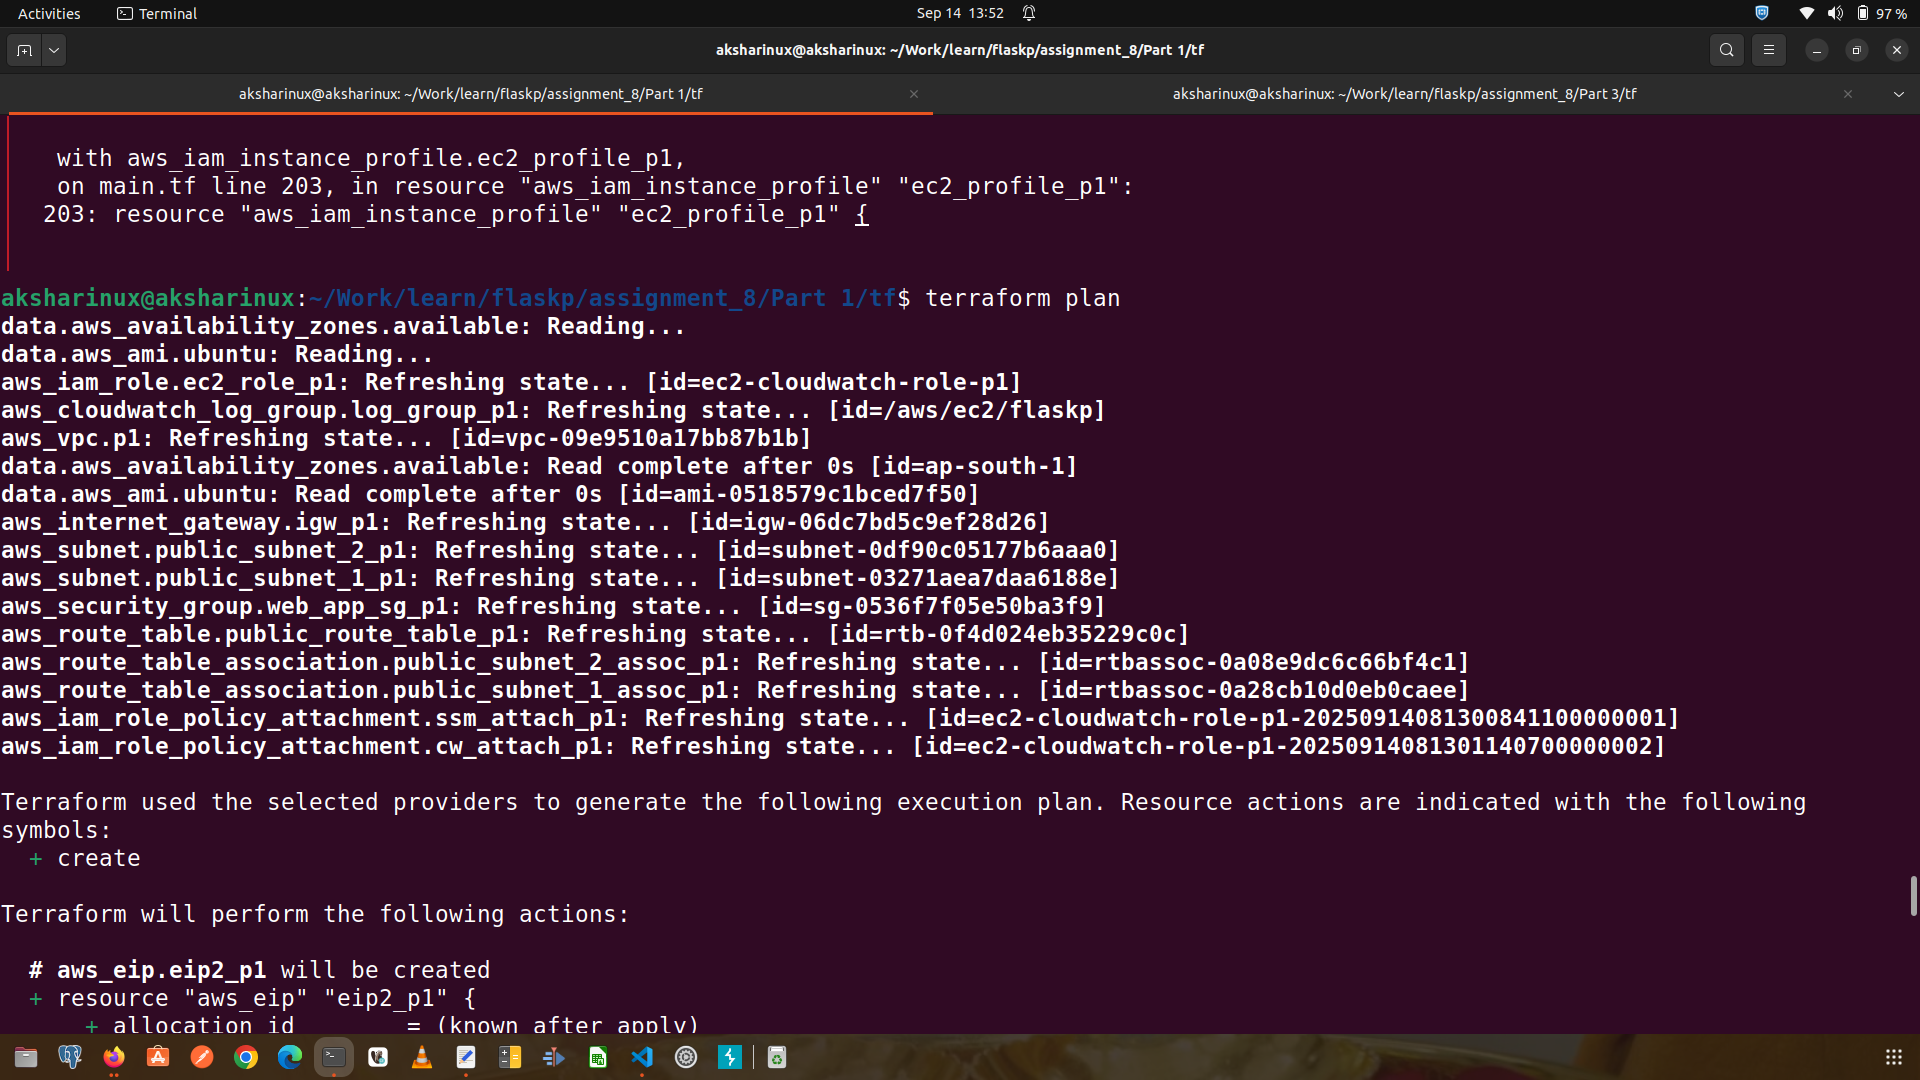 Activities
Terminal
Sep 14 13:52
97 %
aksharinux@aksharinux: ~/Work/learn/flaskp/assignment_8/Part 1/tf
aksharinux@aksharinux: ~/Work/learn/flaskp/assignment_8/Part 1/tf
aksharinux@aksharinux: ~/Work/learn/flaskp/assignment_8/Part 3/tf
with aws_iam_instance_profile.ec2_profile_p1,
on main.tf line 203, in resource "aws_iam_instance_profile" "ec2_profile_p1":
203: resource "aws_iam_instance_profile" "ec2_profile_p1" {
aksharinux@aksharinux:~/Work/learn/flaskp/assignment_8/Part 1/tf$ terraform plan
data.aws_availability_zones.available: Reading...
data.aws_ami.ubuntu: Reading...
aws_iam_role.ec2_role_p1: Refreshing state... [id=ec2-cloudwatch-role-p1]
aws_cloudwatch_log_group.log_group_p1: Refreshing state... [id=/aws/ec2/flaskp]
aws_vpc.p1: Refreshing state... [id=vpc-09e9510a17bb87b1b]
data.aws_availability_zones.available: Read complete after 0s [id=ap-south-1]
data.aws_ami.ubuntu: Read complete after 0s [id=ami-0518579c1bced7f50]
aws_internet_gateway.igw_p1: Refreshing state... [id=igw-06dc7bd5c9ef28d26]
aws_subnet.public_subnet_2_p1: Refreshing state... [id=subnet-0df90c05177b6aaa0]
aws_subnet.public_subnet_1_p1: Refreshing state... [id=subnet-03271aea7daa6188e]
aws_security_group.web_app_sg_p1: Refreshing state... [id=sg-0536f7f05e50ba3f9]
aws_route_table.public_route_table_p1: Refreshing state... [id=rtb-0f4d024eb35229c0c]
aws_route_table_association.public_subnet_2_assoc_p1: Refreshing state... [id=rtbassoc-0a08e9dc6c66bf4c1]
aws_route_table_association.public_subnet_1_assoc_p1: Refreshing state... [id=rtbassoc-0a28cb10d0eb0caee]
aws_iam_role_policy_attachment.ssm_attach_p1: Refreshing state... [id=ec2-cloudwatch-role-p1-20250914081300841100000001]
aws_iam_role_policy_attachment.cw_attach_p1: Refreshing state... [id=ec2-cloudwatch-role-p1-20250914081301140700000002]
Terraform used the selected providers to generate the following execution plan. Resource actions are indicated with the following
symbols:
+ create
Terraform will perform the following actions:
# aws_eip.eip2_p1 will be created
+ resource "aws_eip" "eip2_p1" {
+ allocation_id = (known after apply)